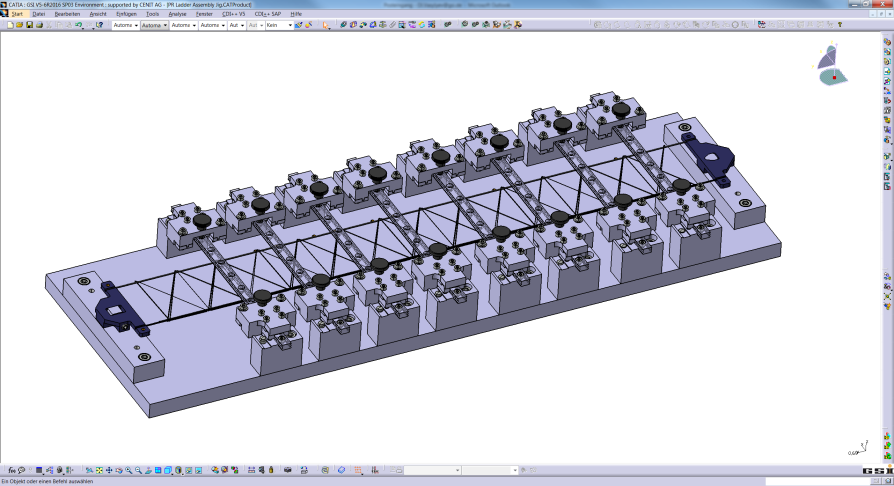 CATIA : GSI V5-6R2016 SP03 Environment ; supported by CENIT AG - [PR Ladder Assembly Jig.CATProduct]
Start Datei Bearbeiten Ansicht Einfügen Tools Analyse Fenster CDI++ V5 CDI++ SAP Hilfe
Automa Automa Automa Automa Aut Aut Kein
f(x)
GSI
Ein Objekt oder einen Befehl auswählen